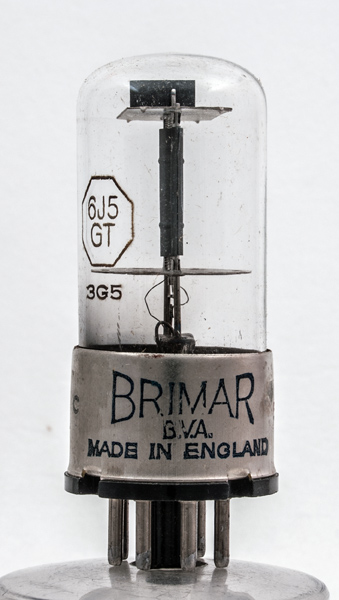 6J5
GT
3G5
BRIMAR
B.V.A.
MADE IN ENGLAND